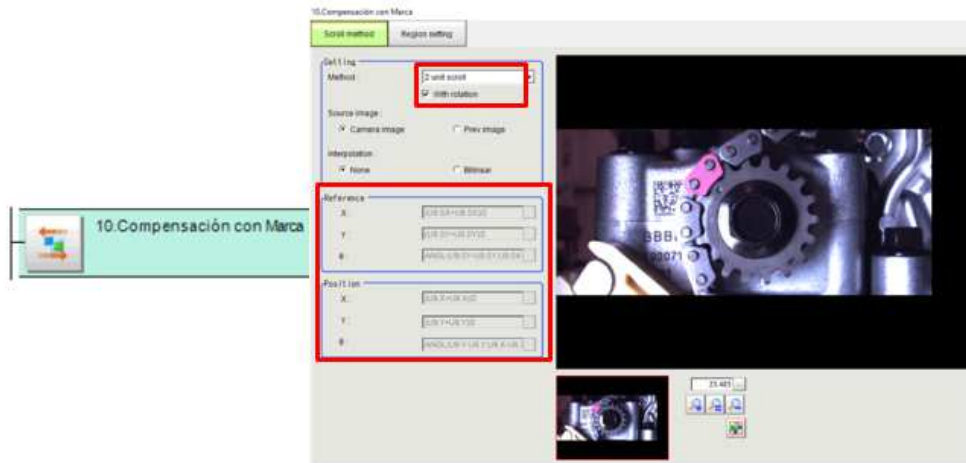 10.Compensación con Marca
Scroll method
Region setting
Setting
Method
2 unit scroll
With rotation
Source image:
Camera image
Prev image
Interpolation
None
Bilinear
10.Compensación con Marca
Reference
X:
Y:
θ:
Position
X:
Y:
θ: